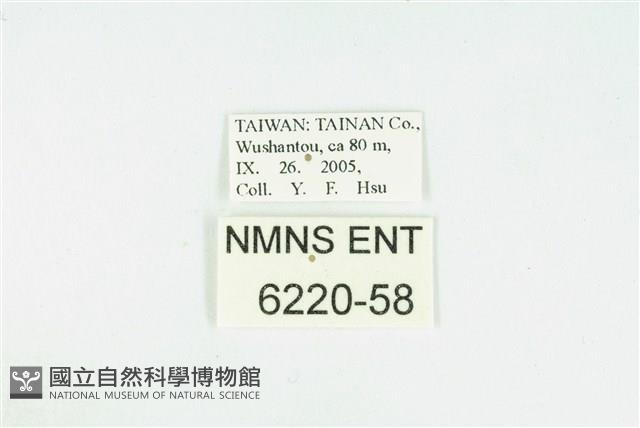 TAIWAN: TAINAN Co.,
Wushantou, ca 80 m,
IX. 26. 2005,
Coll. Y. F. Hsu
NMNS ENT
6220-58
國立自然科學博物館
NATIONAL MUSEUM OF NATURAL SCIENCE